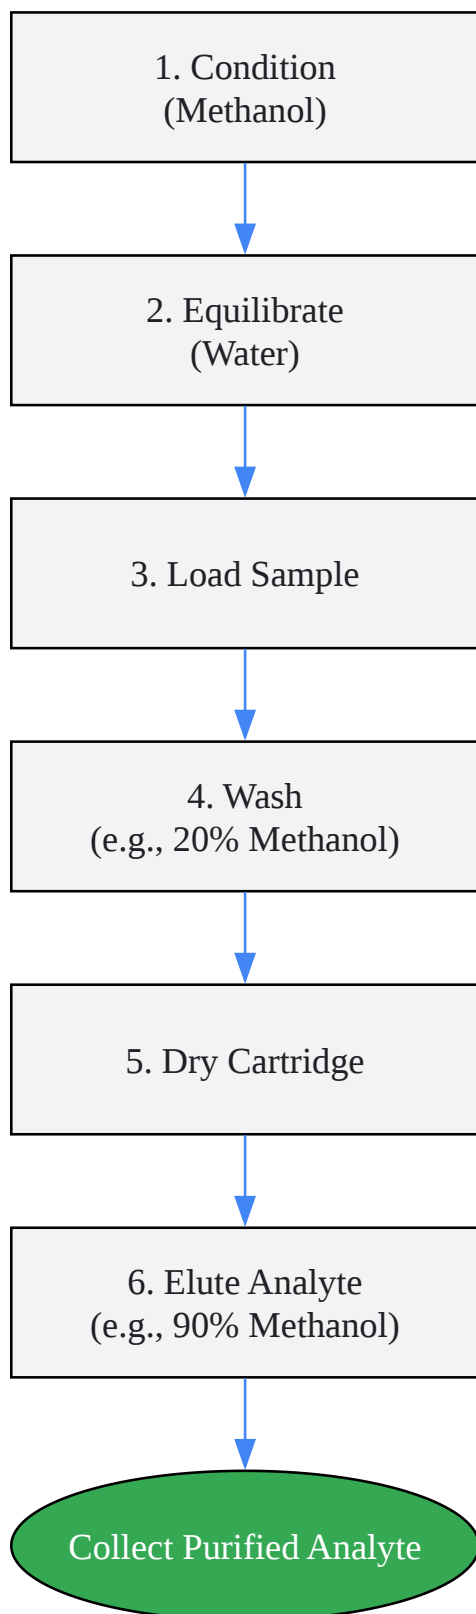 1. Condition
(Methanol)
2. Equilibrate
(Water)
3. Load Sample
4. Wash
(e.g., 20% Methanol)
5. Dry Cartridge
6. Elute Analyte
(e.g., 90% Methanol)
Collect Purified Analyte